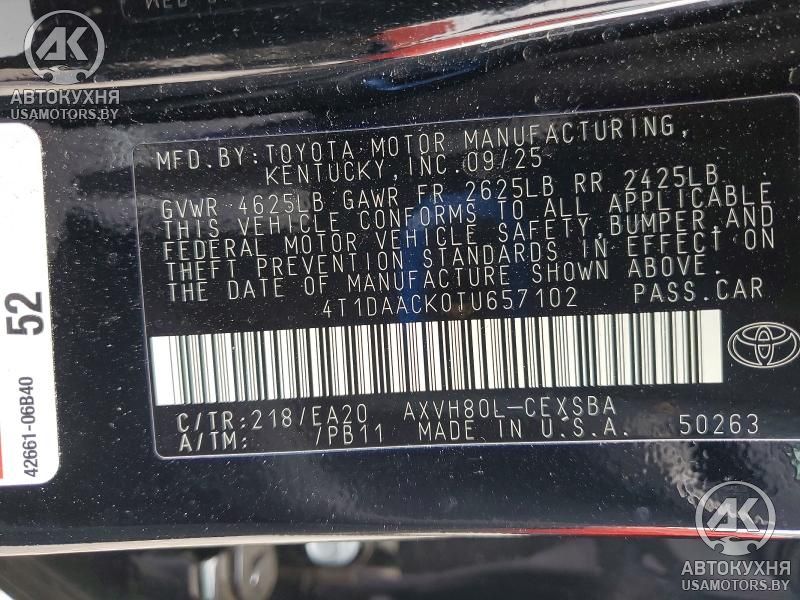 AK
АВТОКУХНЯ
USAMOTORS.BY
MFD. BY: TOYOTA MOTOR MANUFACTURING,
KENTUCKY, INC. 09/25
GVWR 4625LB GAWR FR 2625LB RR 2425LB
THIS VEHICLE CONFORMS TO ALL APPLICABLE
FEDERAL MOTOR VEHICLE SAFETY, BUMPER, AND
THEFT PREVENTION STANDARDS IN EFFECT ON
THE DATE OF MANUFACTURE SHOWN ABOVE.
4T1DAACK0TU657102 PASS. CAR
C/TR: 218/EA20 AXVH80L-CEXSBA
A/TM: /PB11 MADE IN U.S.A. 50263
52
42661-06B40
AK
АВТОКУХНЯ
USAMOTORS.BY